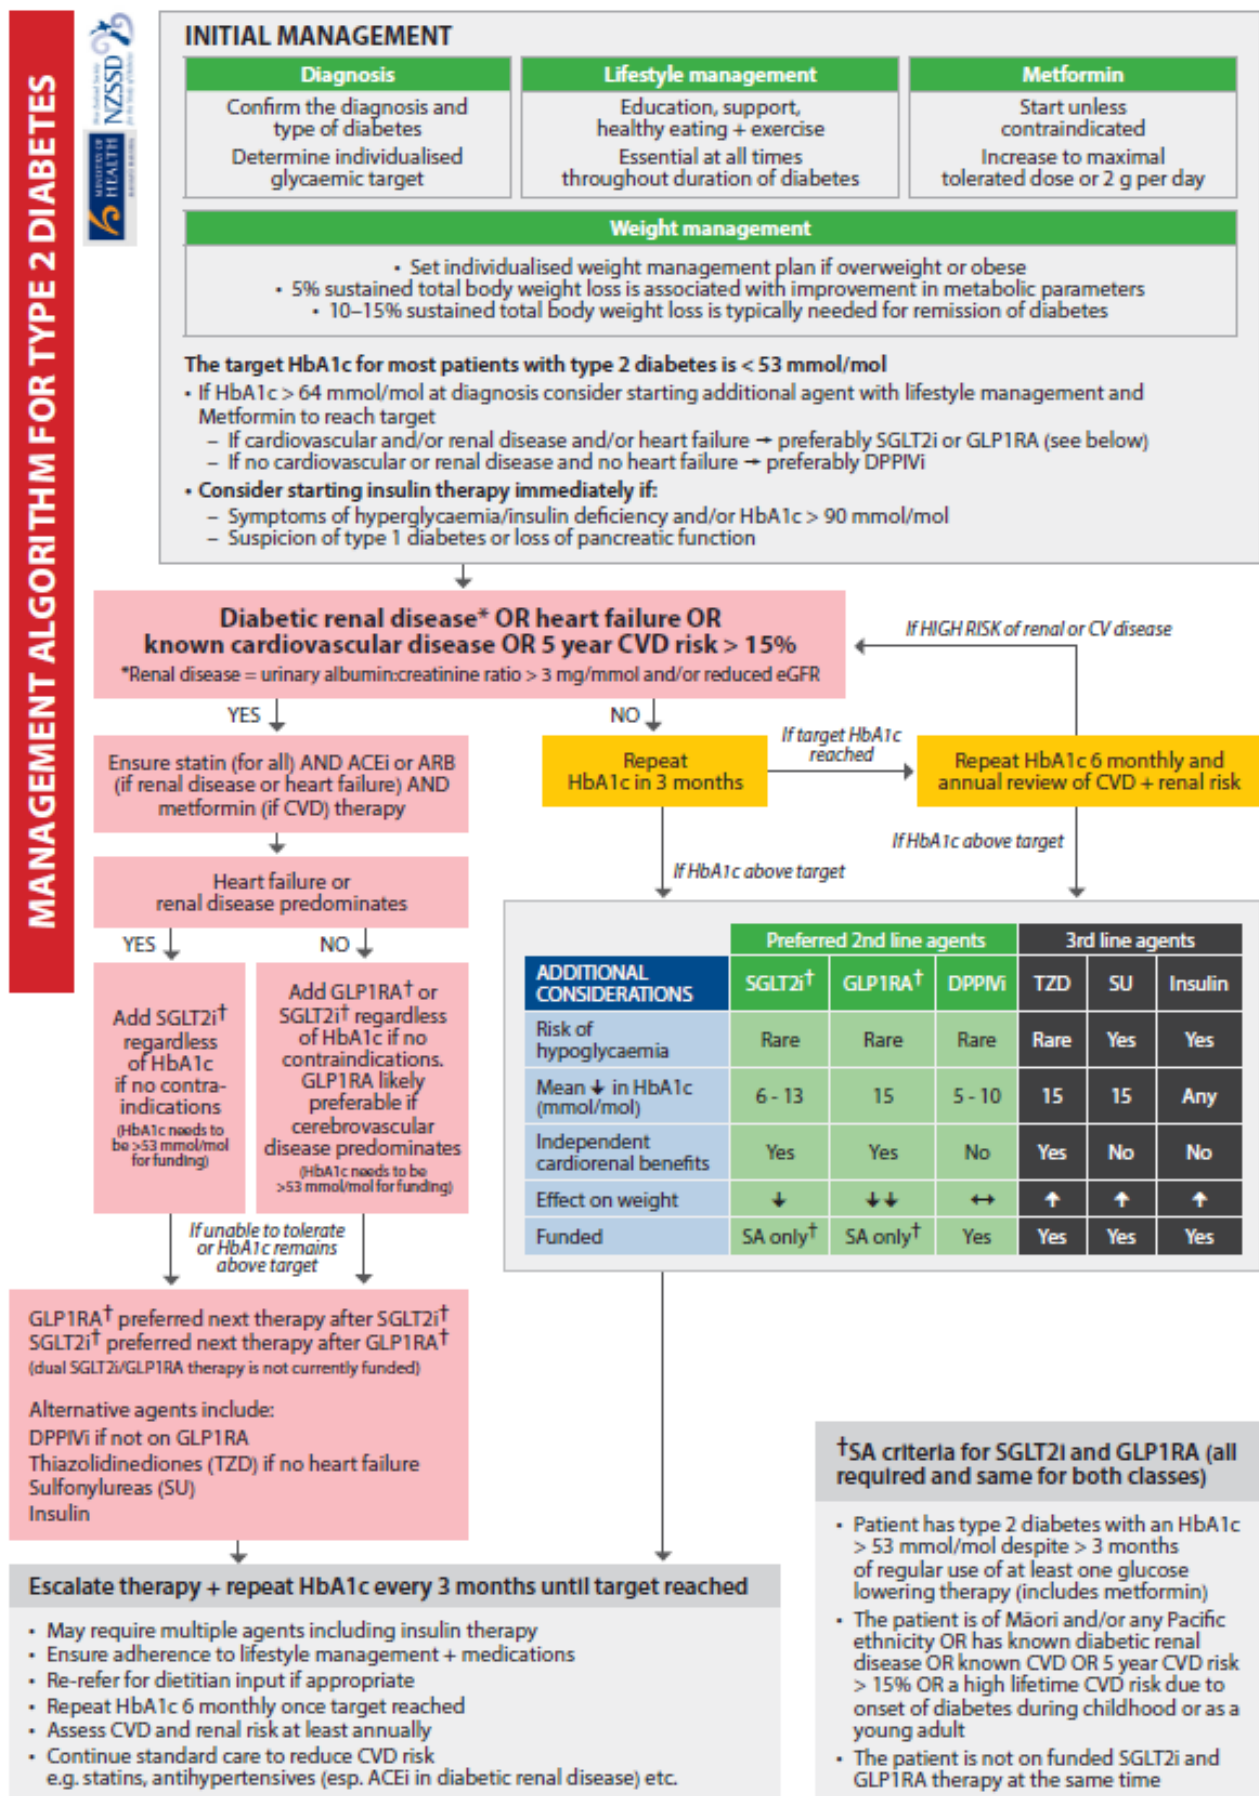 MANAGEMENT ALGORITHM FOR TYPE 2 DIABETES
NZSSD
MINISTRY OF
HEALTH
INITIAL MANAGEMENT
Diagnosis
Confirm the diagnosis and
type of diabetes
Determine individualised
glycaemic target
Lifestyle management
Education, support,
healthy eating + exercise
Essential at all times
throughout duration of diabetes
Metformin
Start unless
contraindicated
Increase to maximal
tolerated dose or 2 g per day
Weight management
• Set individualised weight management plan if overweight or obese
• 5% sustained total body weight loss is associated with improvement in metabolic parameters
• 10–15% sustained total body weight loss is typically needed for remission of diabetes
The target HbA1c for most patients with type 2 diabetes is < 53 mmol/mol
• If HbA1c > 64 mmol/mol at diagnosis consider starting additional agent with lifestyle management and
Metformin to reach target
– If cardiovascular and/or renal disease and/or heart failure → preferably SGLT2i or GLP1RA (see below)
– If no cardiovascular or renal disease and no heart failure → preferably DPPIVi
• Consider starting insulin therapy immediately if:
– Symptoms of hyperglycaemia/insulin deficiency and/or HbA1c > 90 mmol/mol
– Suspicion of type 1 diabetes or loss of pancreatic function
Diabetic renal disease* OR heart failure OR
known cardiovascular disease OR 5 year CVD risk > 15%
*Renal disease = urinary albumin:creatinine ratio > 3 mg/mmol and/or reduced eGFR
If HIGH RISK of renal or CV disease
YES
NO
Ensure statin (for all) AND ACEi or ARB
(if renal disease or heart failure) AND
metformin (if CVD) therapy
Repeat
HbA1c in 3 months
If target HbA1c
reached
Repeat HbA1c 6 monthly and
annual review of CVD + renal risk
If HbA1c above target
If HbA1c above target
Heart failure or
renal disease predominates
YES
NO
Add SGLT2i†
regardless
of HbA1c
if no contra-
indications
(HbA1c needs to
be >53 mmol/mol
for funding)
Add GLP1RA† or
SGLT2i† regardless
of HbA1c if no
contraindications.
GLP1RA likely
preferable if
cerebrovascular
disease predominates
(HbA1c needs to be
>53 mmol/mol for funding)
If unable to tolerate
or HbA1c remains
above target
Preferred 2nd line agents 3rd line agents
ADDITIONAL
CONSIDERATIONS SGLT2i† GLP1RA† DPPIVi TZD SU Insulin
Risk of
hypoglycaemia Rare Rare Rare Rare Yes Yes
Mean ↓ in HbA1c
(mmol/mol) 6 - 13 15 5 - 10 15 15 Any
Independent
cardiorenal benefits Yes Yes No Yes No No
Effect on weight ↓ ↓↓ ↔ ↑ ↑ ↑
Funded SA only† SA only† Yes Yes Yes Yes
GLP1RA† preferred next therapy after SGLT2i†
SGLT2i† preferred next therapy after GLP1RA†
(dual SGLT2i/GLP1RA therapy is not currently funded)
Alternative agents include:
DPPIVi if not on GLP1RA
Thiazolidinediones (TZD) if no heart failure
Sulfonylureas (SU)
Insulin
Escalate therapy + repeat HbA1c every 3 months until target reached
• May require multiple agents including insulin therapy
• Ensure adherence to lifestyle management + medications
• Re-refer for dietitian input if appropriate
• Repeat HbA1c 6 monthly once target reached
• Assess CVD and renal risk at least annually
• Continue standard care to reduce CVD risk
e.g. statins, antihypertensives (esp. ACEi in diabetic renal disease) etc.
†SA criteria for SGLT2i and GLP1RA (all
required and same for both classes)
• Patient has type 2 diabetes with an HbA1c
> 53 mmol/mol despite > 3 months
of regular use of at least one glucose
lowering therapy (includes metformin)
• The patient is of Māori and/or any Pacific
ethnicity OR has known diabetic renal
disease OR known CVD OR 5 year CVD risk
> 15% OR a high lifetime CVD risk due to
onset of diabetes during childhood or as a
young adult
• The patient is not on funded SGLT2i and
GLP1RA therapy at the same time